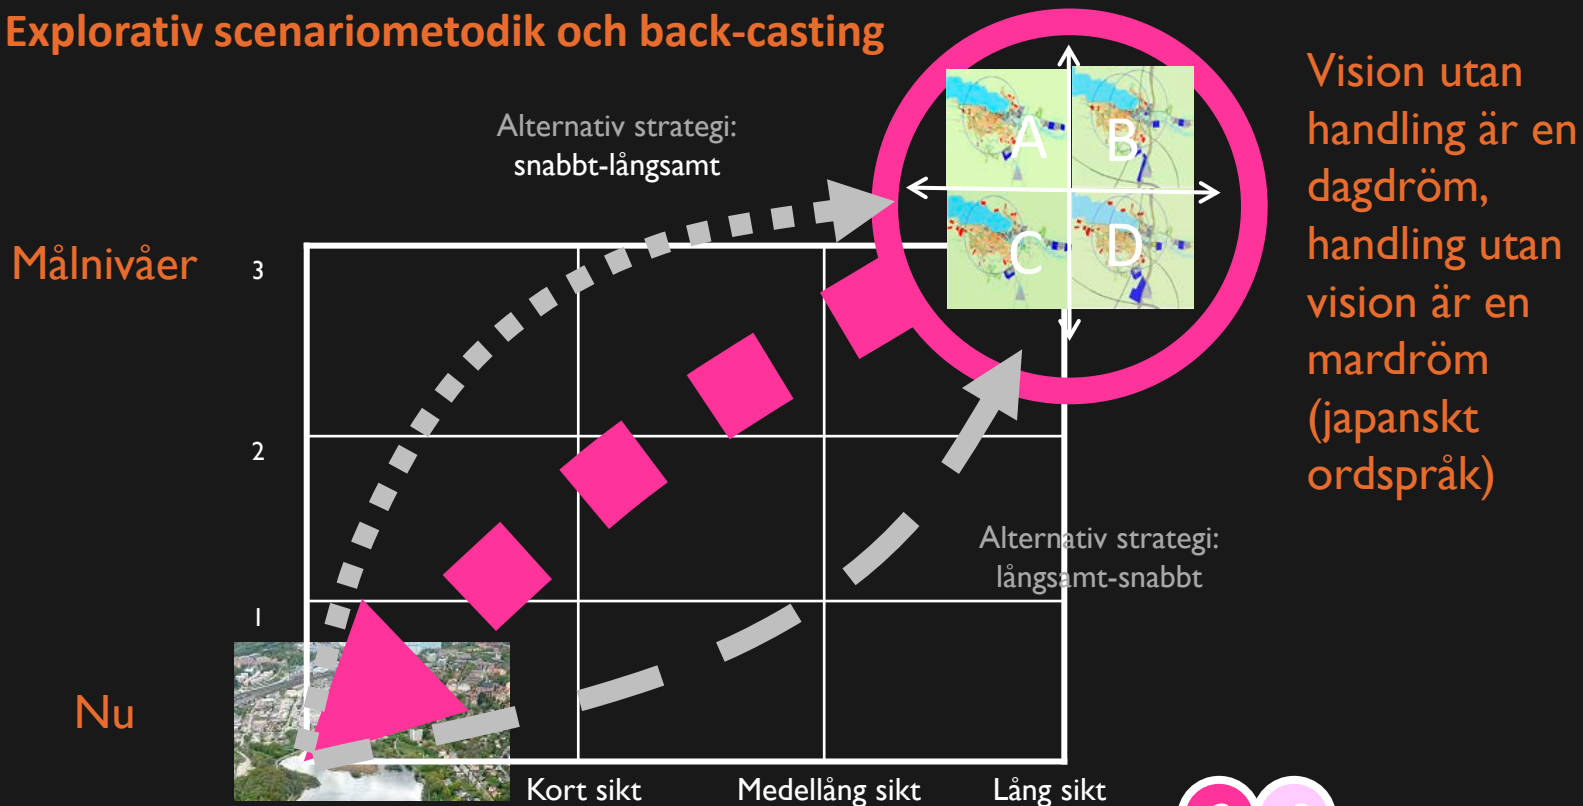 Explorativ scenariometodik och back-casting
Alternativ strategi:
snabbt-långsamt
A
B
C
D
Vision utan
handling är en
dagdröm,
handling utan
vision är en
mardröm
(japanskt
ordspråk)
Målnivåer
3
2
1
Alternativ strategi:
långsamt-snabbt
Nu
Kort sikt
Medellång sikt
Lång sikt